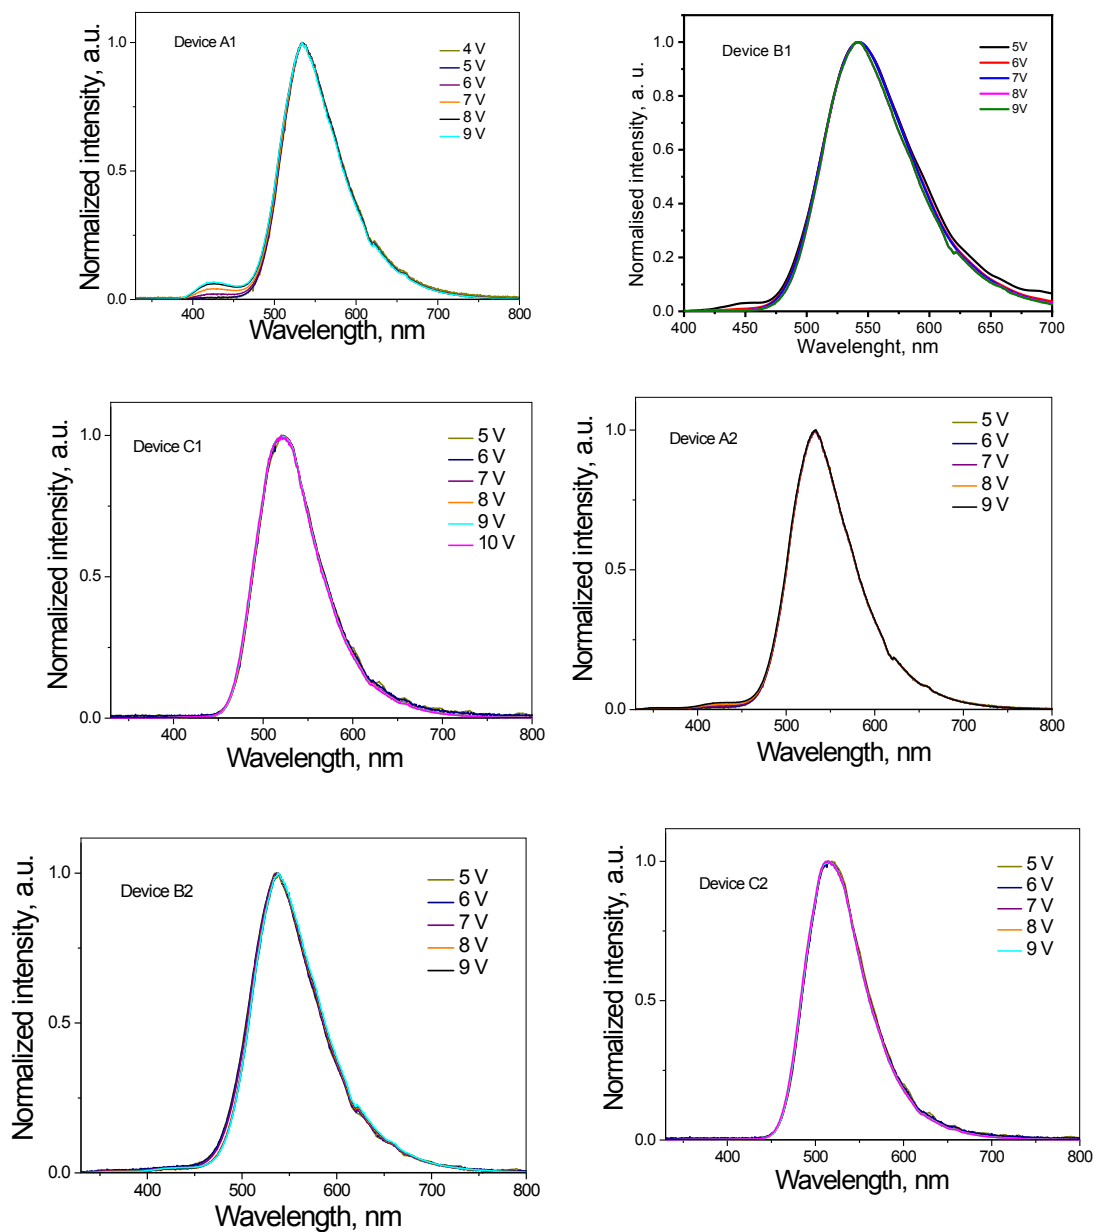 Device A1
4 V
5 V
6 V
7 V
8 V
9 V
Normalized intensity, a.u.
1.0
0.5
0.0
400
500
600
700
800
Wavelength, nm
Device B1
5V
6V
7V
8V
9V
Normalised intensity, a. u.
1.0
0.8
0.6
0.4
0.2
0.0
400
450
500
550
600
650
700
Wavelenght, nm
Device C1
5 V
6 V
7 V
8 V
9 V
10 V
Normalized intensity, a.u.
1.0
0.5
0.0
400
500
600
700
800
Wavelength, nm
Device A2
5 V
6 V
7 V
8 V
9 V
Normalized intensity, a.u.
1.0
0.5
0.0
400
500
600
700
800
Wavelength, nm
Device B2
5 V
6 V
7 V
8 V
9 V
Normalized intensity, a.u.
1.0
0.5
0.0
400
500
600
700
800
Wavelength, nm
Device C2
5 V
6 V
7 V
8 V
9 V
Normalized intensity, a.u.
1.0
0.5
0.0
400
500
600
700
800
Wavelength, nm